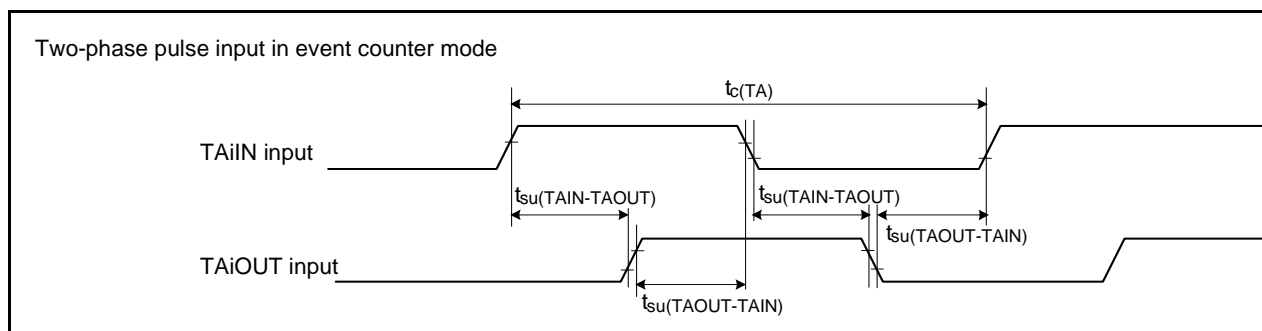 Two-phase pulse input in event counter mode
tc(TA)
TAiIN input
tsu(TAIN-TAOUT)
tsu(TAIN-TAOUT)
tsu(TAOUT-TAIN)
TAiOUT input
tsu(TAOUT-TAIN)